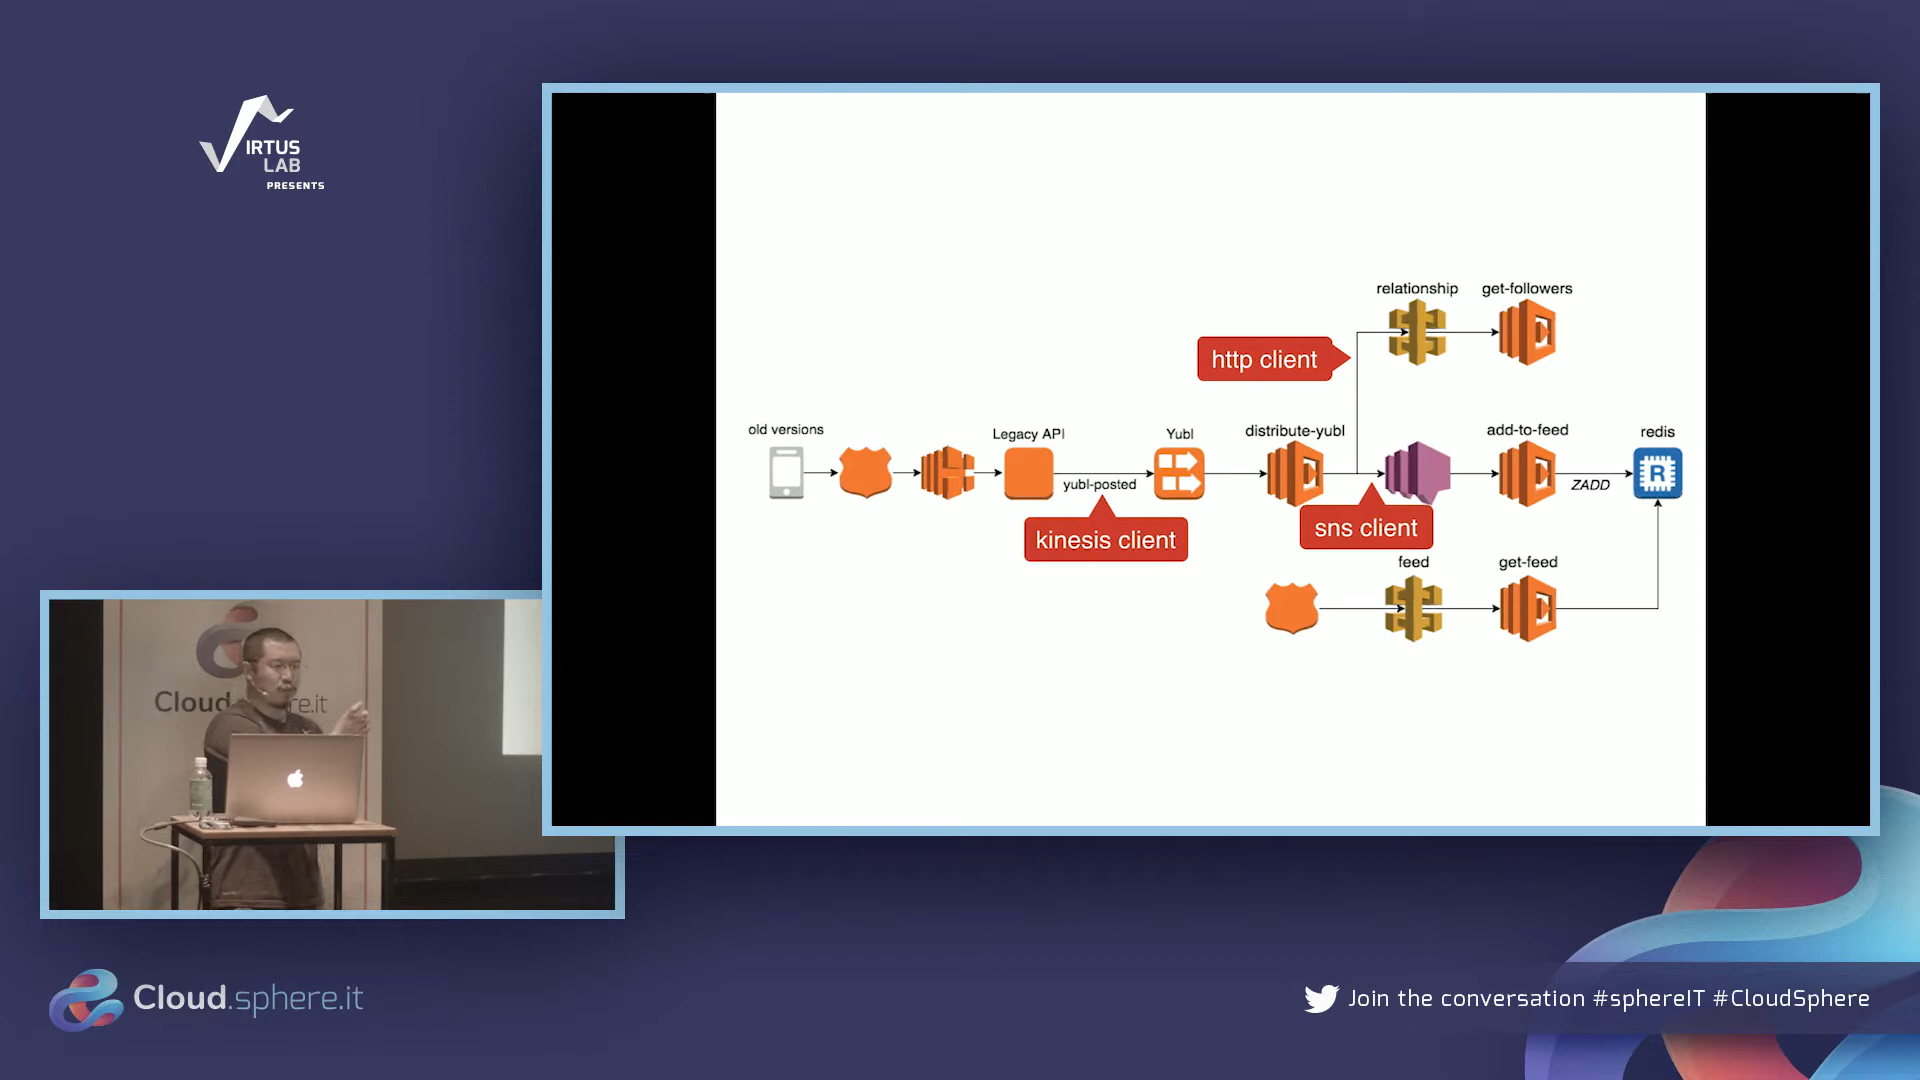 IRTUS
LAB
PRESENTS
relationship
get-followers
http client
old versions
Legacy API
Yubl
distribute-yubl
add-to-feed
redis
yubl-posted
ZADD
R
kinesis client
sns client
feed
get-feed
Cloud.sphere.it
Cloud.sphere.it
Join the conversation #sphereIT #CloudSphere